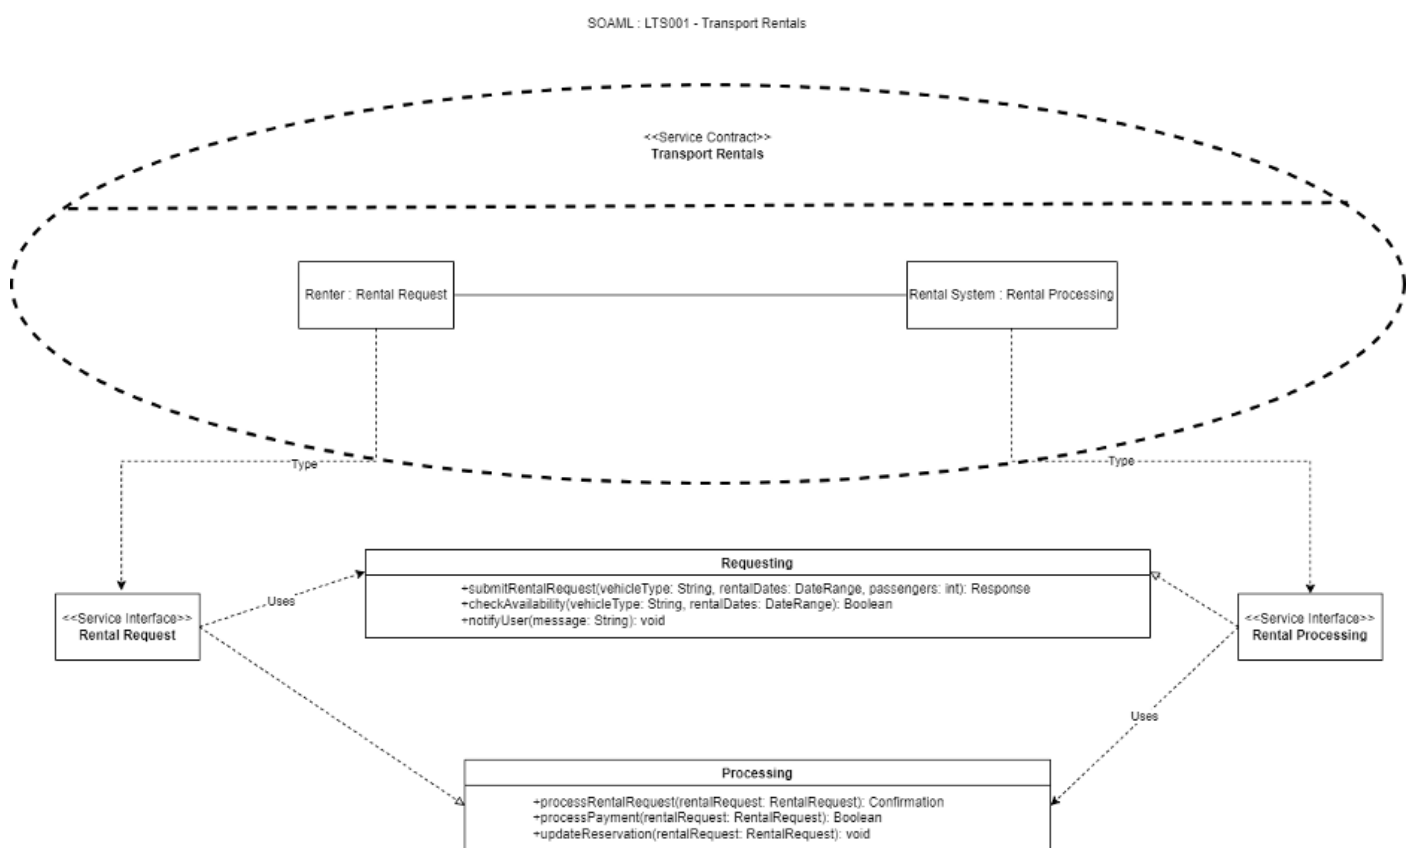 SOAML : LTS001 - Transport Rentals
<<Service Contract>>
Transport Rentals
Renter : Rental Request
Rental System : Rental Processing
Type
Type
<<Service Interface>>
Rental Request
Uses
Requesting
+submitRentalRequest(vehicleType: String, rentalDates: DateRange, passengers: int): Response
+checkAvailability(vehicleType: String, rentalDates: DateRange): Boolean
+notifyUser(message: String): void
<<Service Interface>>
Rental Processing
Uses
Processing
+processRentalRequest(rentalRequest: RentalRequest): Confirmation
+processPayment(rentalRequest: RentalRequest): Boolean
+updateReservation(rentalRequest: RentalRequest): void